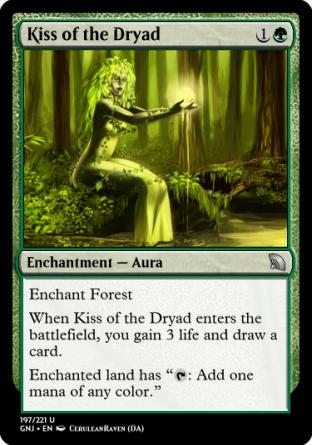 Kiss of the Dryad 1
Enchantment — Aura
Enchant Forest
When Kiss of the Dryad enters the
battlefield, you gain 3 life and draw a
card.
Enchanted land has “: Add one
mana of any color.”
197/221 U
GNJ • EN CeruleanRaven (DA)